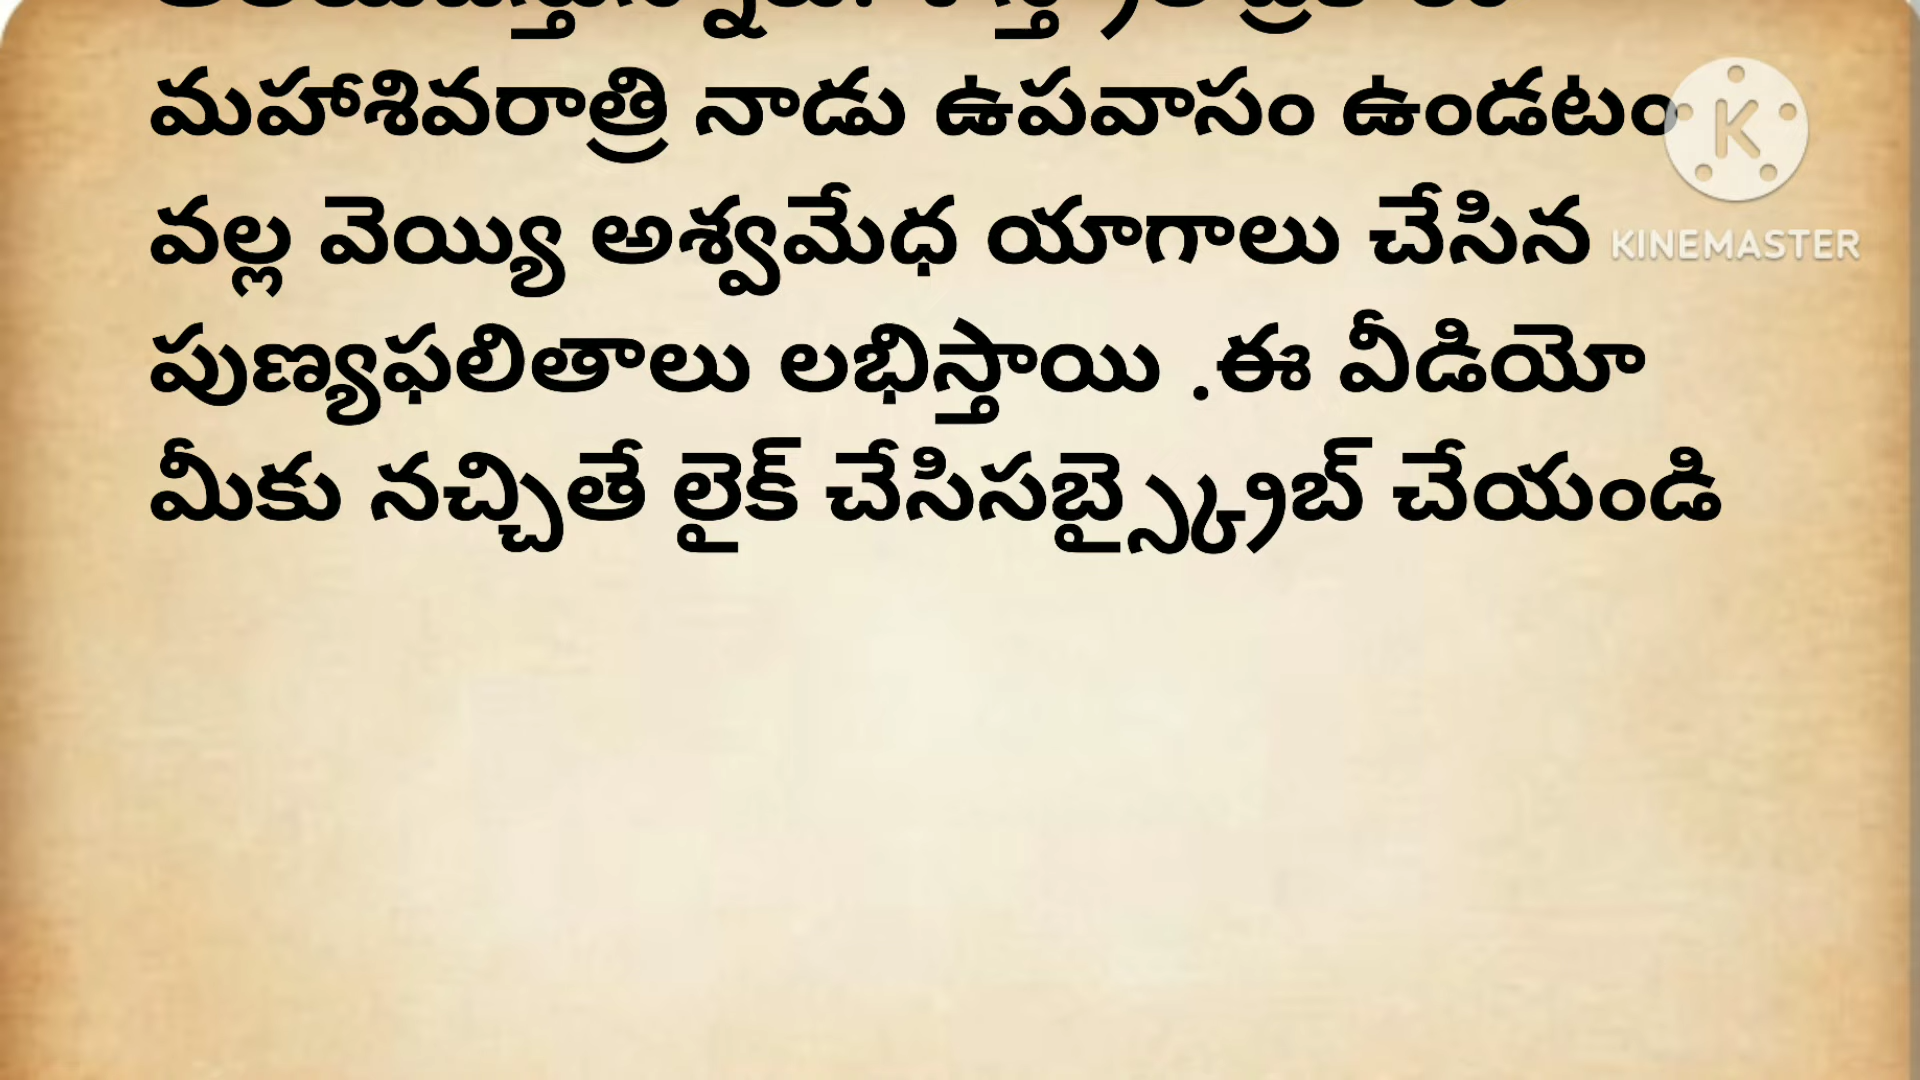 మహాశివరాత్రి నాడు ఉపవాసం ఉండటం
వల్ల వెయ్యి అశ్వమేధ యాగాలు చేసిన
పుణ్యఫలితాలు లభిస్తాయి .ఈ వీడియో
మీకు నచ్చితే లైక్ చేసిసబ్స్క్రైబ్ చేయండి
K
KINEMASTER